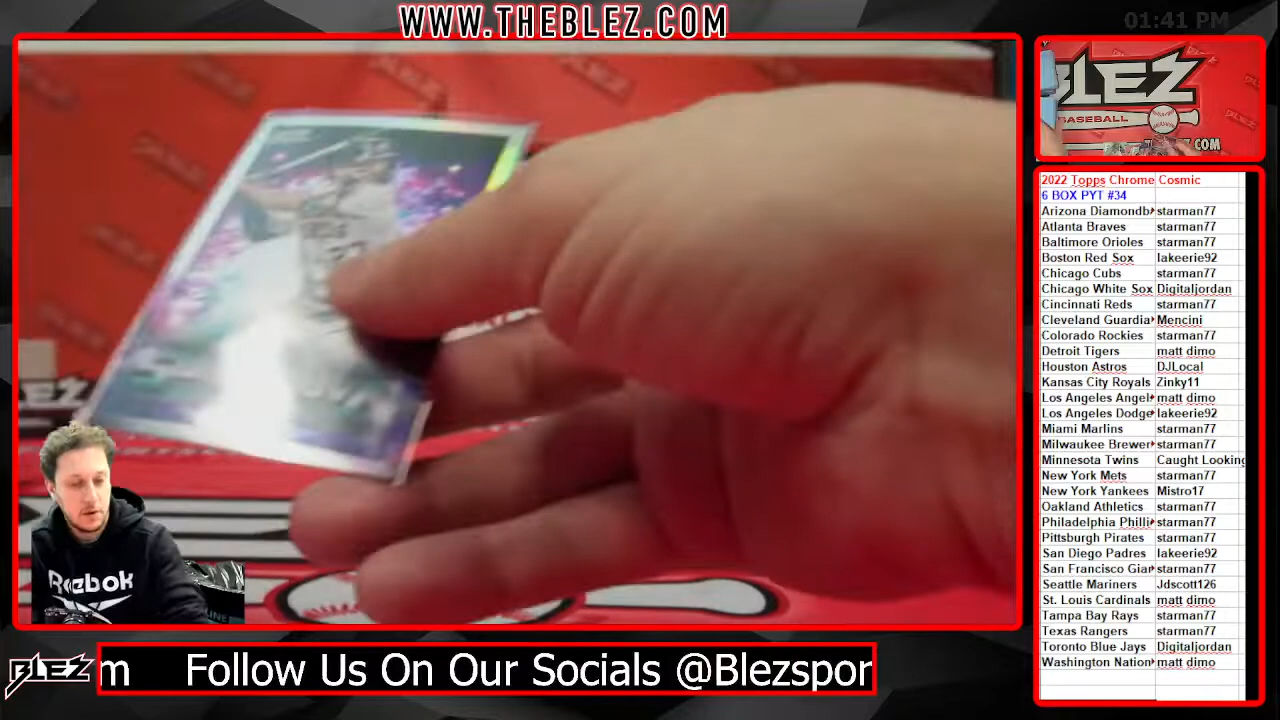 WWW.THEBLEZ.COM
01:41 PM
BLEZ
BASEBALL
.COM
2022 Topps Chrome Cosmic
6 BOX PYT #34
Arizona Diamondb starman77
Atlanta Braves starman77
Baltimore Orioles starman77
Boston Red Sox lakeerie92
Chicago Cubs starman77
Chicago White Sox Digitaljordan
Cincinnati Reds starman77
Cleveland Guardia Mencini
Colorado Rockies starman77
Detroit Tigers matt dimo
Houston Astros DJLocal
Kansas City Royals Zinky11
Los Angeles Angel matt dimo
Los Angeles Dodge lakeerie92
Miami Marlins starman77
Milwaukee Brewer starman77
Minnesota Twins Caught Looking
New York Mets starman77
New York Yankees Mistro17
Oakland Athletics starman77
Philadelphia Philli starman77
Pittsburgh Pirates starman77
San Diego Padres lakeerie92
San Francisco Gian starman77
Seattle Mariners Jdscott126
St. Louis Cardinals matt dimo
Tampa Bay Rays starman77
Texas Rangers starman77
Toronto Blue Jays Digitaljordan
Washington Nation matt dimo
Reebok
BLEZ m Follow Us On Our Socials @Blezspor